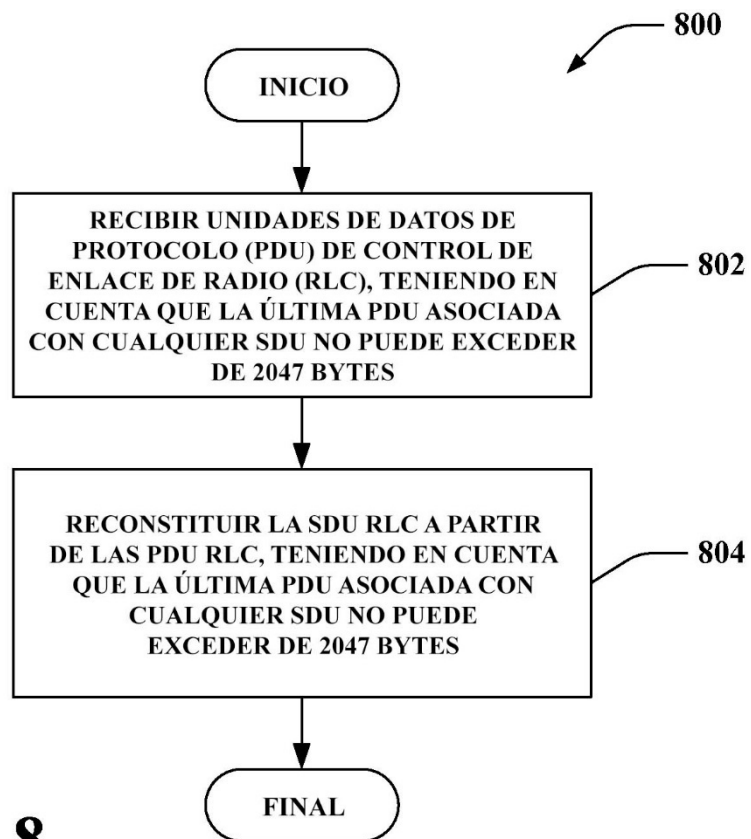 800
INICIO
RECIBIR UNIDADES DE DATOS DE
PROTOCOLO (PDU) DE CONTROL DE
ENLACE DE RADIO (RLC), TENIENDO EN
CUENTA QUE LA ÚLTIMA PDU ASOCIADA
CON CUALQUIER SDU NO PUEDE EXCEDER
DE 2047 BYTES
802
RECONSTITUIR LA SDU RLC A PARTIR
DE LAS PDU RLC, TENIENDO EN CUENTA
QUE LA ÚLTIMA PDU ASOCIADA CON
CUALQUIER SDU NO PUEDE
EXCEDER DE 2047 BYTES
804
FINAL
8